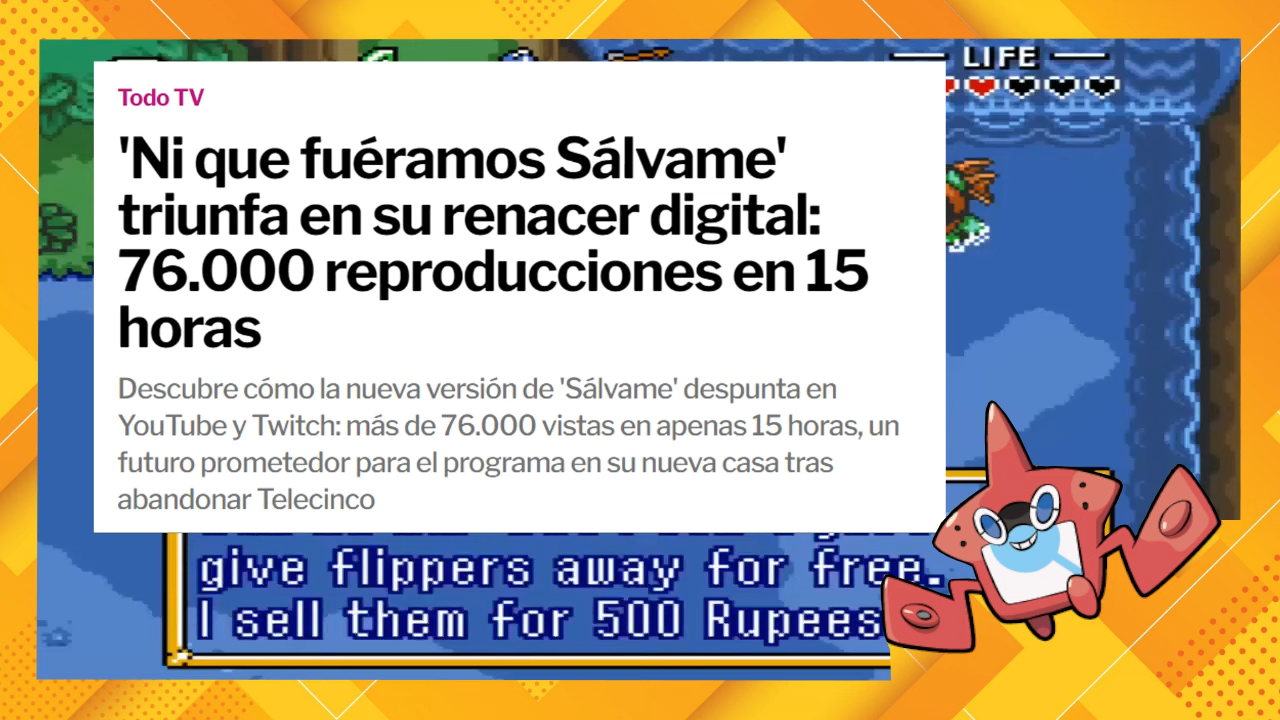 LIFE
Todo TV
'Ni que fuéramos Sálvame'
triunfa en su renacer digital:
76.000 reproducciones en 15
horas
Descubre cómo la nueva versión de 'Sálvame' despunta en
YouTube y Twitch: más de 76.000 vistas en apenas 15 horas, un
futuro prometedor para el programa en su nueva casa tras
abandonar Telecinco
give flippers away for free.
I sell them for 500 Rupees